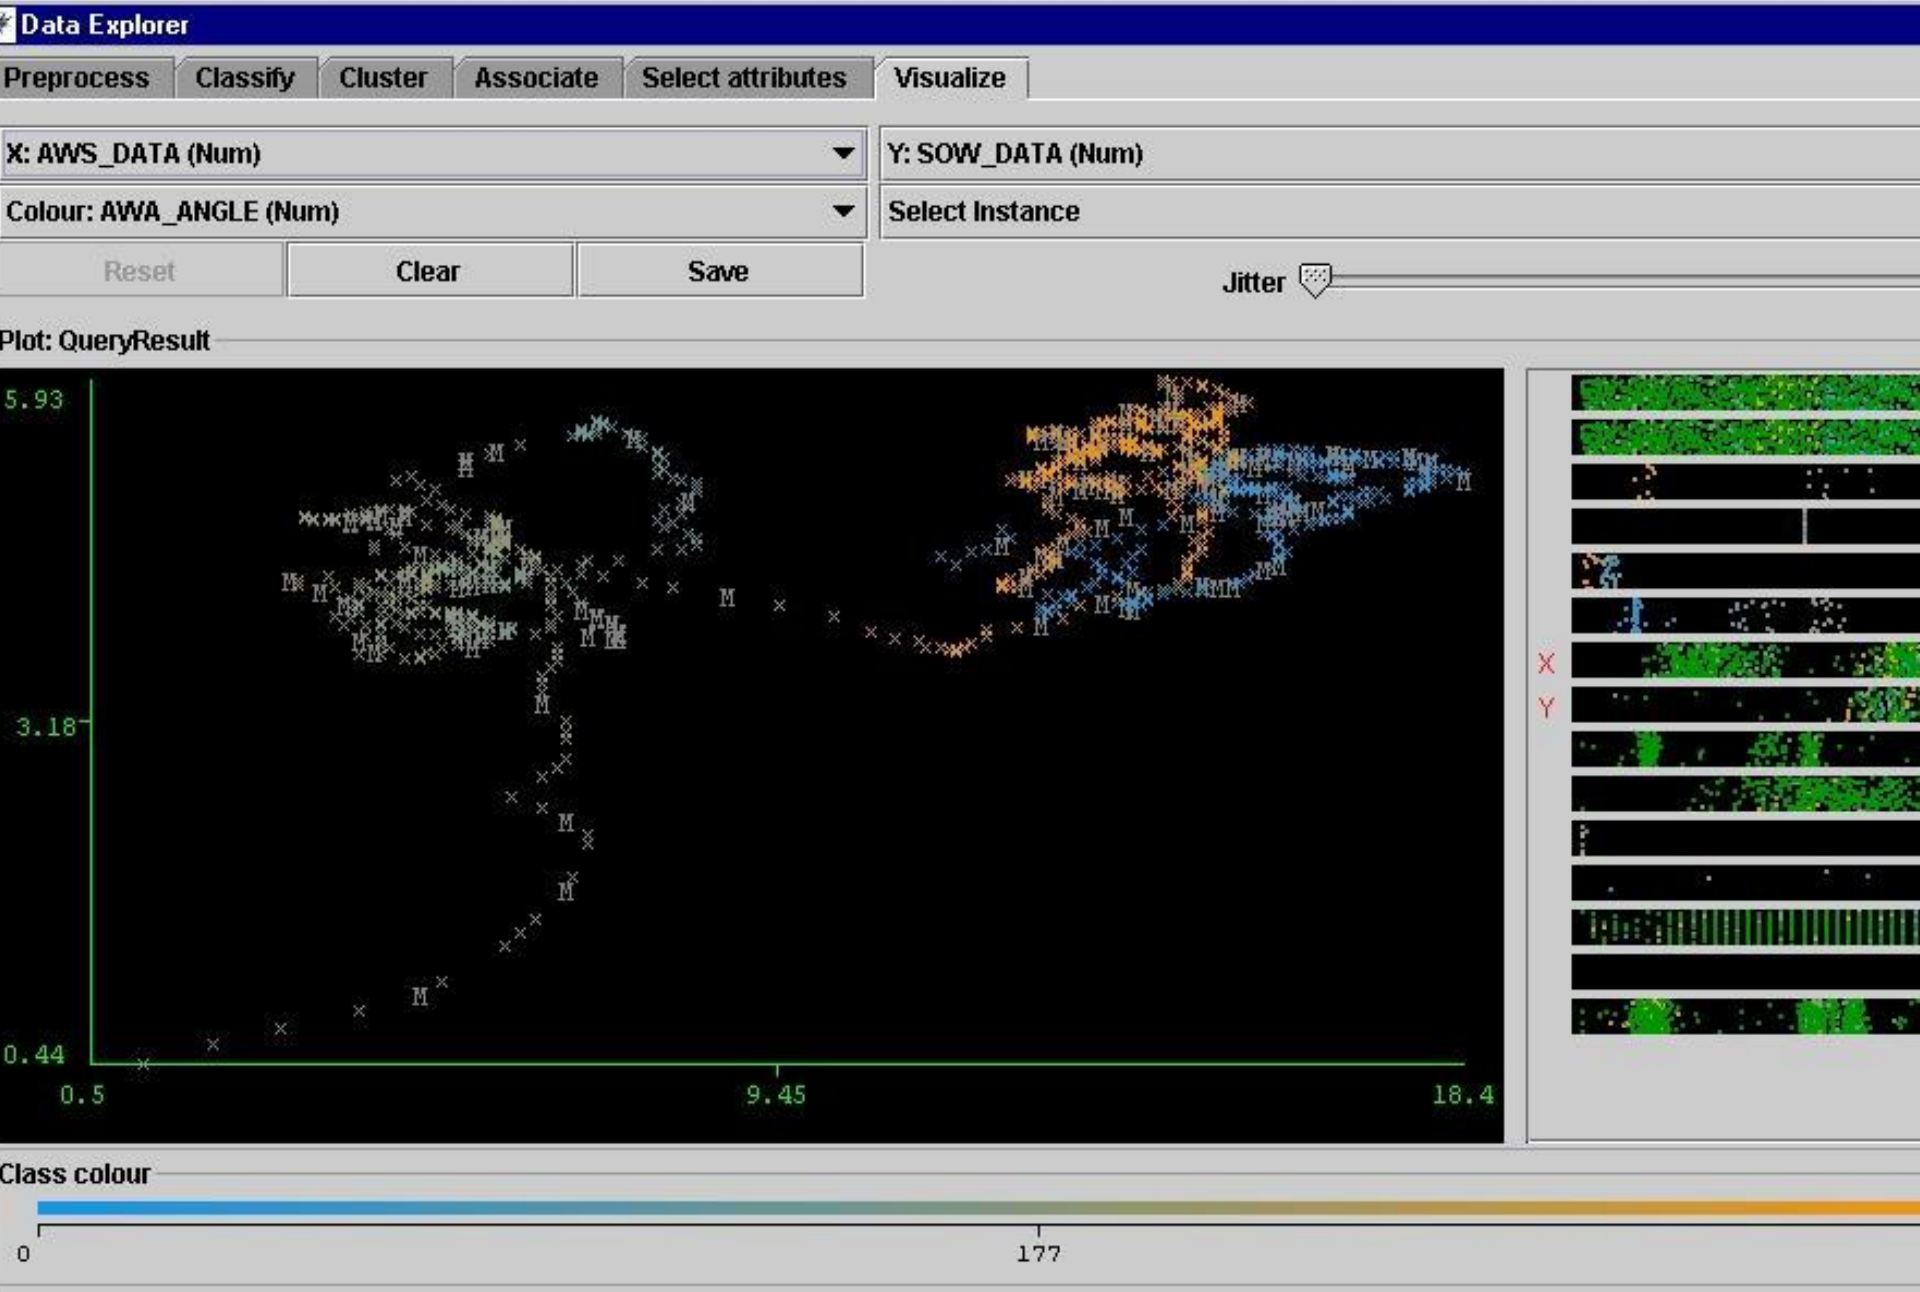 Data Explorer
Preprocess Classify Cluster Associate Select attributes Visualize
X: AWS_DATA (Num) Y: SOW_DATA (Num)
Colour: AWA_ANGLE (Num) Select Instance
Reset Clear Save Jitter
Plot: QueryResult
5.93
X
3.18 Y
0.44
0.5 9.45 18.4
Class colour
0 177